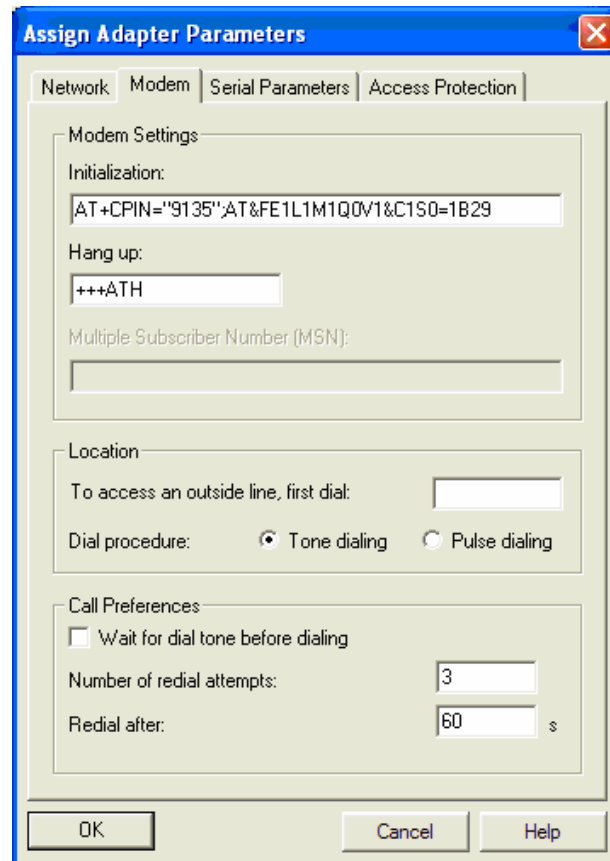 Assign Adapter Parameters
Network Modem Serial Parameters Access Protection
Modem Settings
Initialization:
AT+CPIN="9135";AT&FE1L1M1Q0V1&C1S0=1B29
Hang up:
+++ATH
Multiple Subscriber Number (MSN):
Location
To access an outside line, first dial:
Dial procedure: Tone dialing Pulse dialing
Call Preferences
Wait for dial tone before dialing
Number of redial attempts: 3
Redial after: 60 s
OK Cancel Help